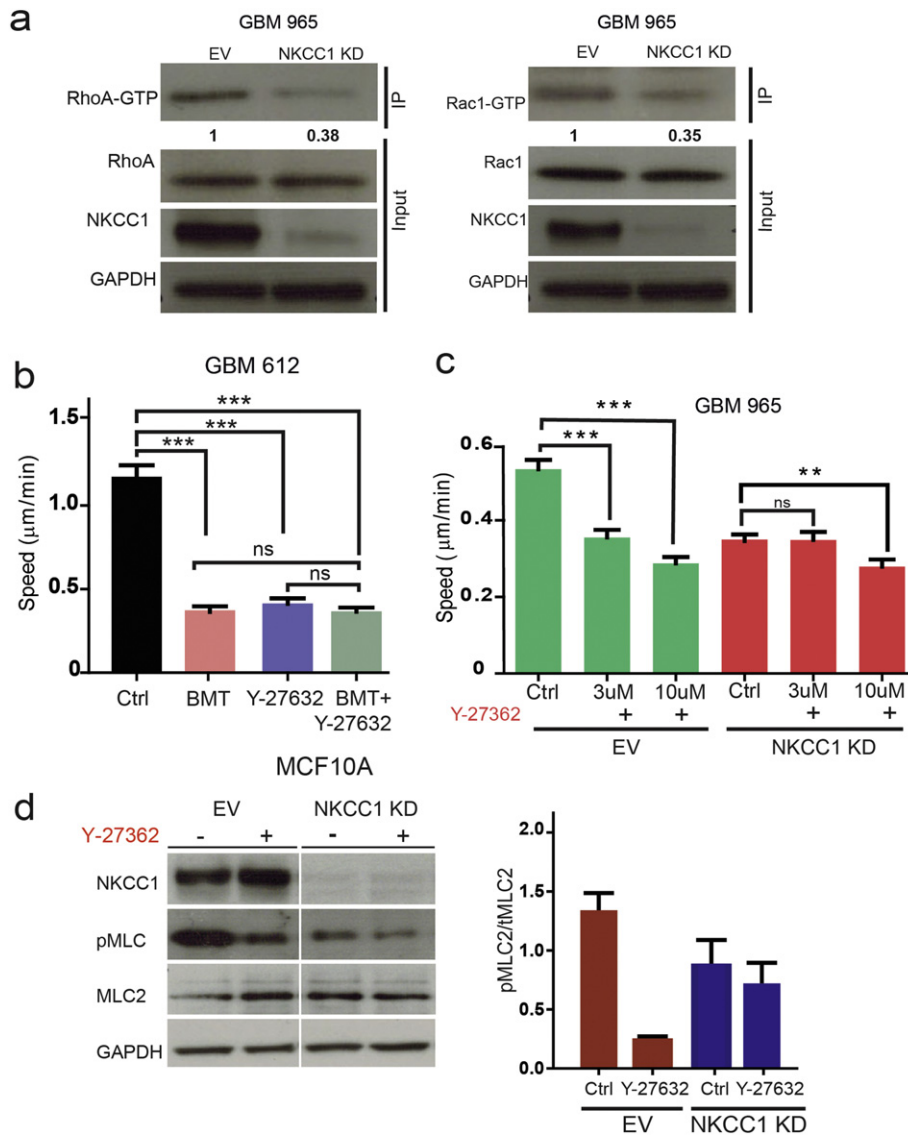 a
GBM 965
EV NKCC1 KD
RhoA-GTP
IP
1 0.38
RhoA
NKCC1
GAPDH
Input
GBM 965
EV NKCC1 KD
Rac1-GTP
IP
1 0.35
Rac1
NKCC1
GAPDH
Input
b
GBM 612
Speed (μm/min)
1.5
1.0
0.5
0
***
***
***
ns
ns
Ctrl BMT Y-27632 BMT+
Y-27632
c
GBM 965
Speed ( μm/min)
0.6
0.4
0.2
0
***
***
**
ns
Ctrl 3uM 10uM Ctrl 3uM 10uM
Y-27362 + + + +
EV NKCC1 KD
d
MCF10A
EV NKCC1 KD
Y-27362 - + - +
NKCC1
pMLC
MLC2
GAPDH
pMLC2/tMLC2
2.0
1.5
1.0
0.5
0.0
Ctrl Y-27632 Ctrl Y-27632
EV NKCC1 KD